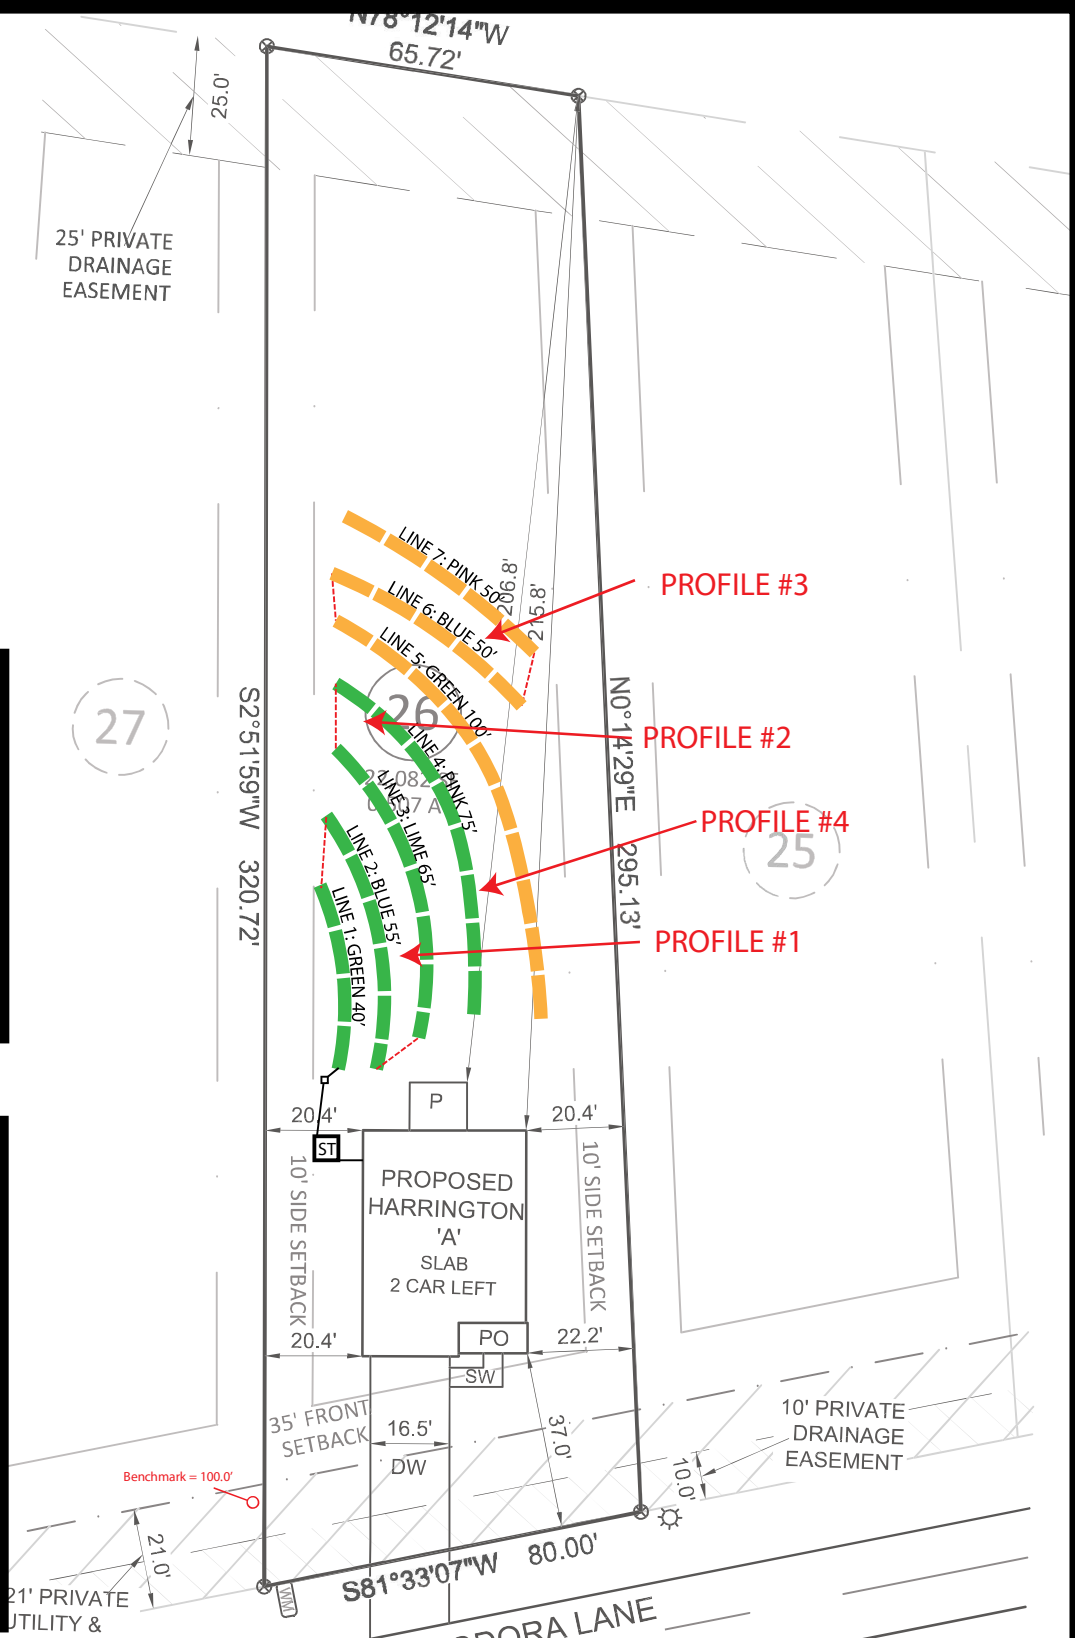 N78°12'14"W
65.72'
25.0'
25' PRIVATE
DRAINAGE
EASEMENT
LINE 7: PINK 50'
206.8'
215.8'
PROFILE #3
LINE 6: BLUE 50'
LINE 5: GREEN 100'
26
27
S2°51'59"W 320.72'
N0°14'29"E 295.13'
PROFILE #2
LINE 4: PINK 75'
LINE 3: LIME 65'
PROFILE #4
25
LINE 2: BLUE 55'
LINE 1: GREEN 40'
PROFILE #1
P
20.4'
20.4'
ST
10' SIDE SETBACK
10' SIDE SETBACK
PROPOSED
HARRINGTON
'A'
SLAB
2 CAR LEFT
PO
20.4'
22.2'
SW
35' FRONT
SETBACK
16.5'
DW
37.0'
10' PRIVATE
DRAINAGE
EASEMENT
10.0'
Benchmark = 100.0'
21.0'
21' PRIVATE
UTILITY &
WM
S81°33'07"W 80.00'
DORA LANE